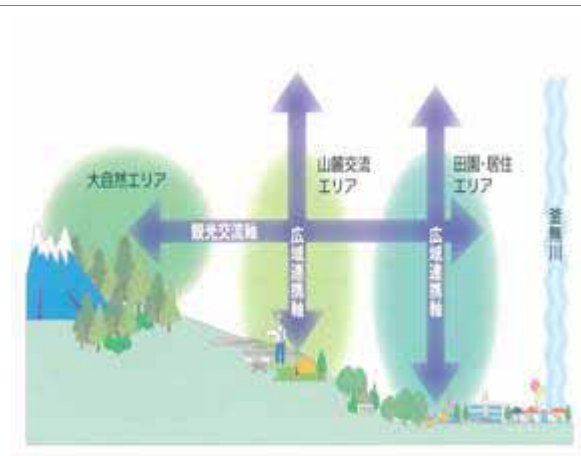 大自然エリア
山麓交流
エリア
田園・居住
エリア
観光交流軸
広域連携軸
広域連携軸
釜無川